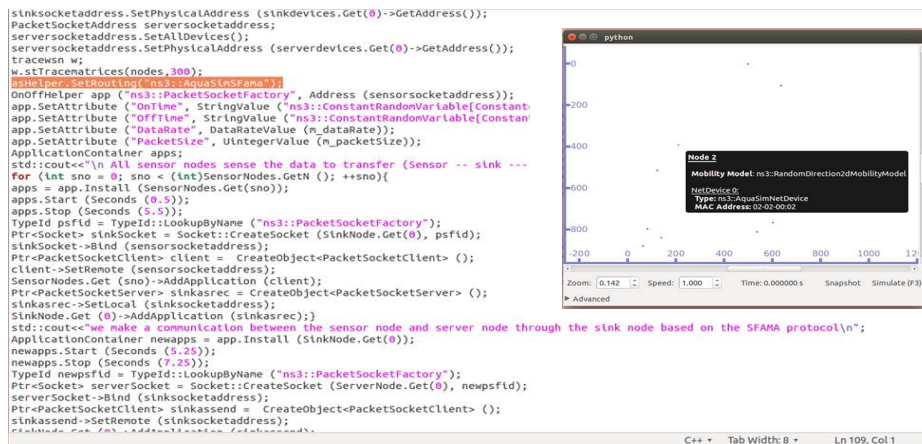 sinksocketaddress.SetPhysicalAddress (sinkdevices.Get(0)->GetAddress());
PacketSocketAddress serversocketaddress;
serversocketaddress.SetAllDevices();
serversocketaddress.SetPhysicalAddress (serverdevices.Get(0)->GetAddress());
tracewsn w;
w.stTracematrices(nodes,300);
asHelper.SetRouting("ns3::AquaSimSFama");
OnOffHelper app ("ns3::PacketSocketFactory", Address (sensorsocketaddress));
app.SetAttribute ("OnTime", StringValue ("ns3::ConstantRandomVariable[Constant
app.SetAttribute ("OffTime", StringValue ("ns3::ConstantRandomVariable[Constan
app.SetAttribute ("DataRate", DataRateValue (m_dataRate));
app.SetAttribute ("PacketSize", UintegerValue (m_packetSize));
ApplicationContainer apps;
std::cout<<"\n All sensor nodes sense the data to transfer (Sensor -- sink ---
for (int sno = 0; sno < (int)SensorNodes.GetN (); ++sno){
apps = app.Install (SensorNodes.Get(sno));
apps.Start (Seconds (0.5));
apps.Stop (Seconds (5.5));
TypeId psfid = TypeId::LookupByName ("ns3::PacketSocketFactory");
Ptr<Socket> sinkSocket = Socket::CreateSocket (SinkNode.Get(0), psfid);
sinkSocket->Bind (sensorsocketaddress);
Ptr<PacketSocketClient> client = CreateObject<PacketSocketClient> ();
client->SetRemote (sensorsocketaddress);
SensorNodes.Get (sno)->AddApplication (client);
Ptr<PacketSocketServer> sinkasrec = CreateObject<PacketSocketServer> ();
sinkasrec->SetLocal (sinksocketaddress);
SinkNode.Get (0)->AddApplication (sinkasrec);}
std::cout<<"we make a communication between the sensor node and server node through the sink node based on the SFAMA protocol\n";
ApplicationContainer newapps = app.Install (SinkNode.Get(0));
newapps.Start (Seconds (5.25));
newapps.Stop (Seconds (7.25));
TypeId newpsfid = TypeId::LookupByName ("ns3::PacketSocketFactory");
Ptr<Socket> serverSocket = Socket::CreateSocket (ServerNode.Get(0), newpsfid);
serverSocket->Bind (sinksocketaddress);
Ptr<PacketSocketClient> sinkassend = CreateObject<PacketSocketClient> ();
sinkassend->SetRemote (sinksocketaddress);
SinkNode.Get (0)->AddApplication (sinkassend);
python
0
200
400
600
800
Node 2
Mobility Model: ns3::RandomDirection2dMobilityModel
NetDevice 0:
Type: ns3::AquaSimNetDevice
MAC Address: 02-02-00:02
-200 0 200 400 600 800 1000 12
Zoom: 0.142 Speed: 1.000 Time: 0.000000 s Snapshot Simulate (F3)
Advanced
C++ Tab Width: 8 Ln 109, Col 1